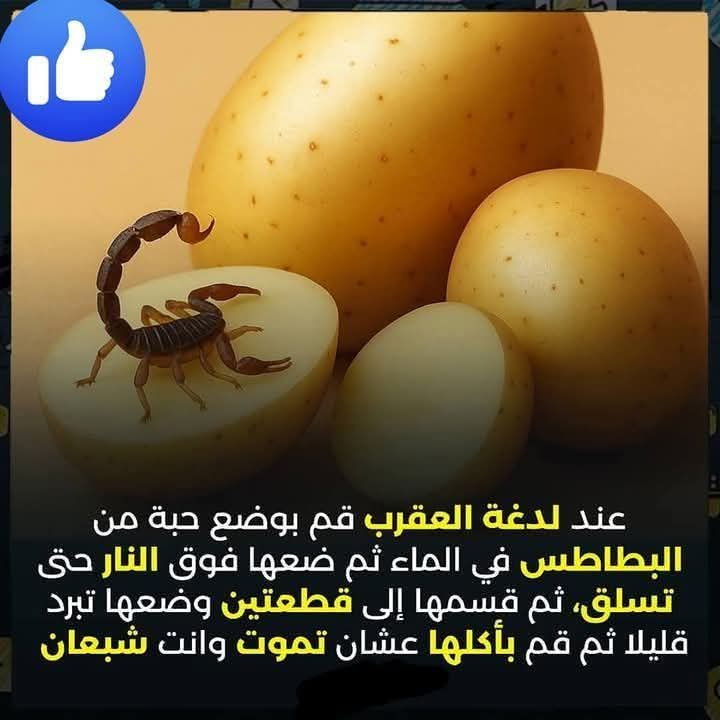 عند لدغة العقرب قم بوضع حبة من
البطاطس في الماء ثم ضعها فوق النار حتى
تسلق، ثم قسمها إلى قطعتين وضعها تبرد
قليلا ثم قم بأكلها عشان تموت وانت شبعان